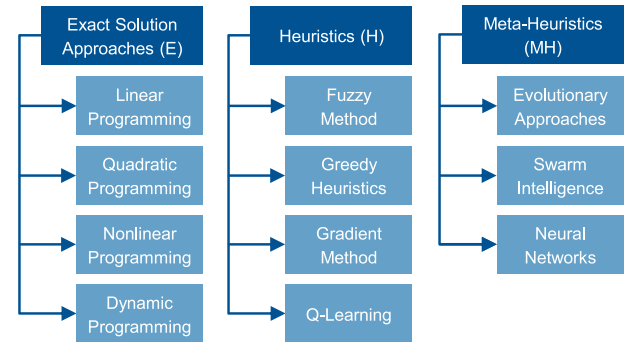 Exact Solution
Approaches (E)
Linear
Programming
Quadratic
Programming
Nonlinear
Programming
Dynamic
Programming
Heuristics (H)
Fuzzy
Method
Greedy
Heuristics
Gradient
Method
Q-Learning
Meta-Heuristics
(MH)
Evolutionary
Approaches
Swarm
Intelligence
Neural
Networks